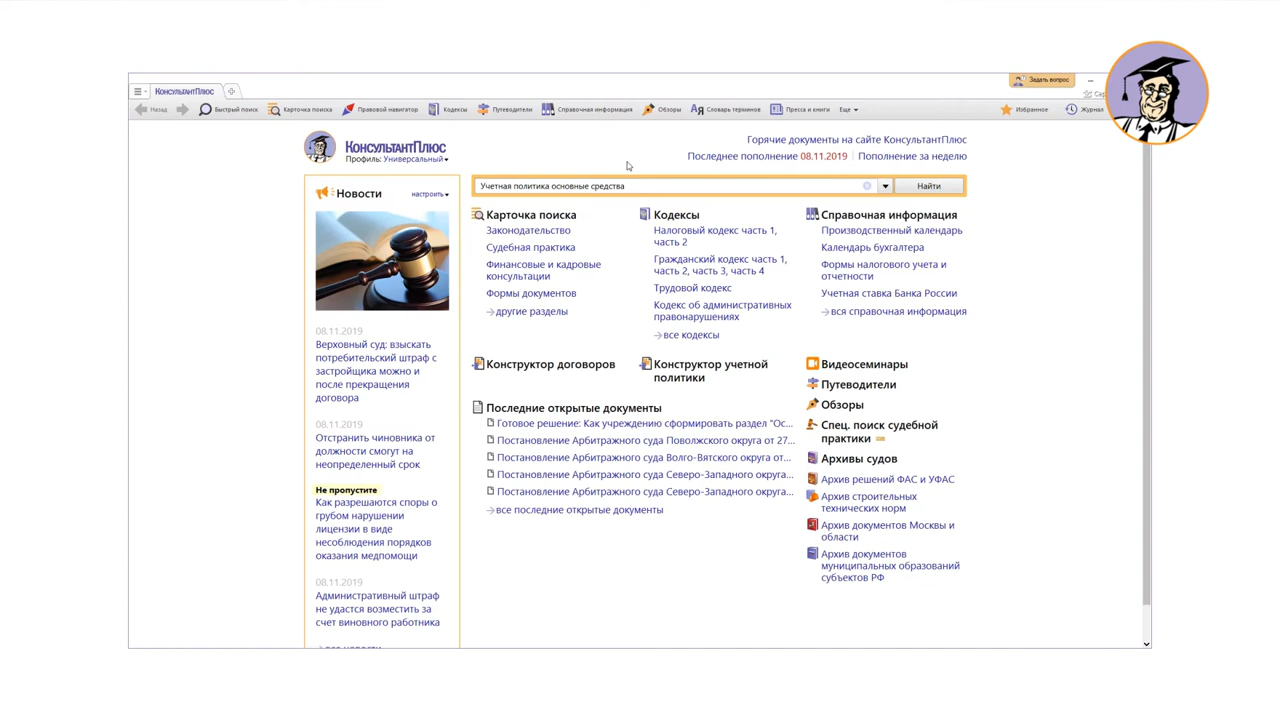 КонсультантПлюс
Задать вопрос
Назад
Быстрый поиск
Карточка поиска
Правовой навигатор
Кодексы
Путеводители
Справочная информация
Обзоры
Словарь терминов
Пресса и книги
Еще
Избранное
Журнал
КонсультантПлюс
Профиль: Универсальный
Горячие документы на сайте КонсультантПлюс
Последнее пополнение 08.11.2019 | Пополнение за неделю
Новости
настроить
08.11.2019
Верховный суд: взыскать
потребительский штраф с
застройщика можно и
после прекращения
договора
08.11.2019
Отстранить чиновника от
должности смогут на
неопределенный срок
Не пропустите
Как разрешаются споры о
грубом нарушении
лицензии в виде
несоблюдения порядков
оказания медпомощи
08.11.2019
Административный штраф
не удастся возместить за
счет виновного работника
Учетная политика основные средства
Найти
Карточка поиска
Законодательство
Судебная практика
Финансовые и кадровые
консультации
Формы документов
другие разделы
Кодексы
Налоговый кодекс часть 1,
часть 2
Гражданский кодекс часть 1,
часть 2, часть 3, часть 4
Трудовой кодекс
Кодекс об административных
правонарушениях
все кодексы
Справочная информация
Производственный календарь
Календарь бухгалтера
Формы налогового учета и
отчетности
Учетная ставка Банка России
вся справочная информация
Конструктор договоров
Конструктор учетной
политики
Последние открытые документы
Готовое решение: Как учреждению сформировать раздел "Ос...
Постановление Арбитражного суда Поволжского округа от 27...
Постановление Арбитражного суда Волго-Вятского округа от...
Постановление Арбитражного суда Северо-Западного округа...
Постановление Арбитражного суда Северо-Западного округа...
все последние открытые документы
Видеосеминары
Путеводители
Обзоры
Спец. поиск судебной
практики
Архивы судов
Архив решений ФАС и УФАС
Архив строительных
технических норм
Архив документов Москвы и
области
Архив документов
муниципальных образований
субъектов РФ